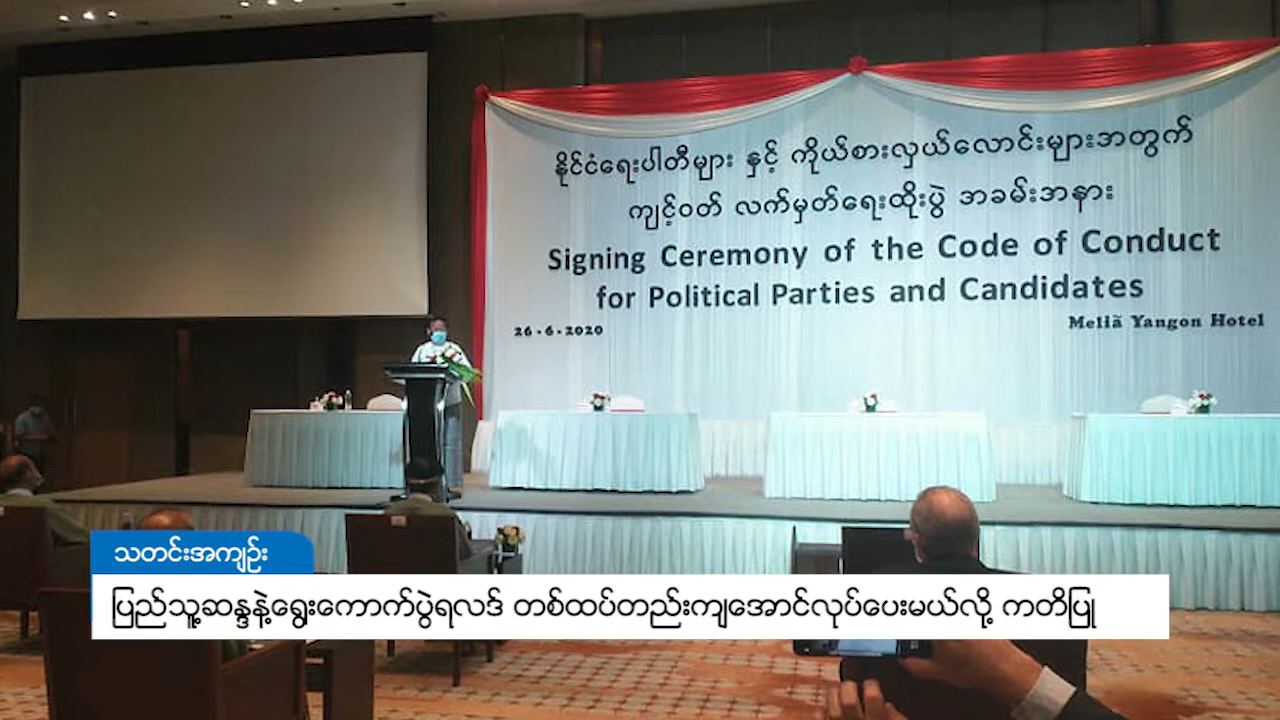 နိုင်ငံရေးပါတီများ နှင့် ကိုယ်စားလှယ်လောင်းများအတွက်
ကျင့်ဝတ် လက်မှတ်ရေးထိုးပွဲ အခမ်းအနား
Signing Ceremony of the Code of Conduct
for Political Parties and Candidates
26-6-2020
Meliã Yangon Hotel
သတင်းအကျဉ်း
ပြည်သူ့ဆန္ဒနဲ့ရွေးကောက်ပွဲရလဒ် တစ်ထပ်တည်းကျအောင်လုပ်ပေးမယ်လို့ ကတိပြု